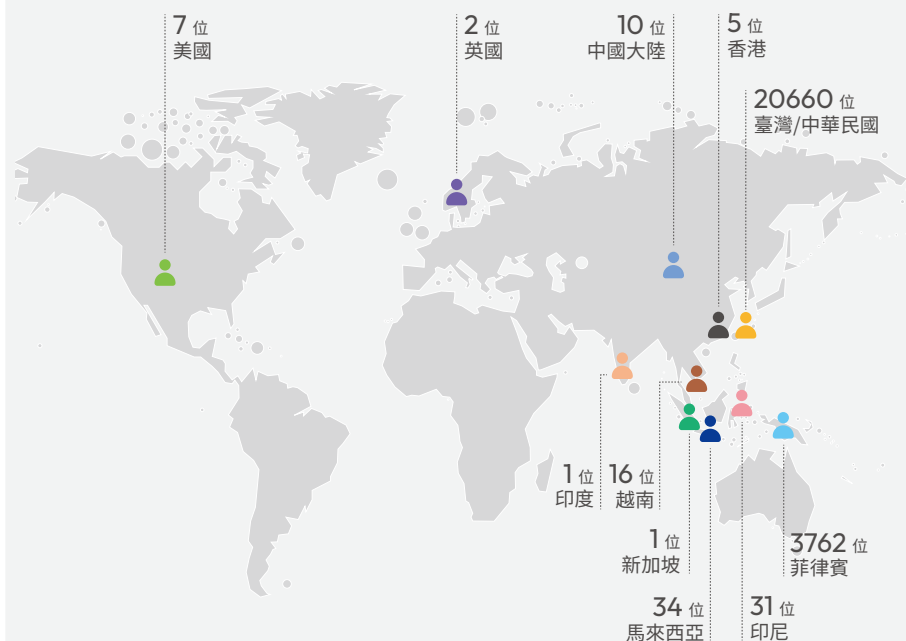 7 位
美國
2 位
英國
10 位
中國大陸
5 位
香港
20660 位
臺灣/中華民國
1 位
印度
16 位
越南
1 位
新加坡
3762 位
菲律賓
34 位
馬來西亞
31 位
印尼